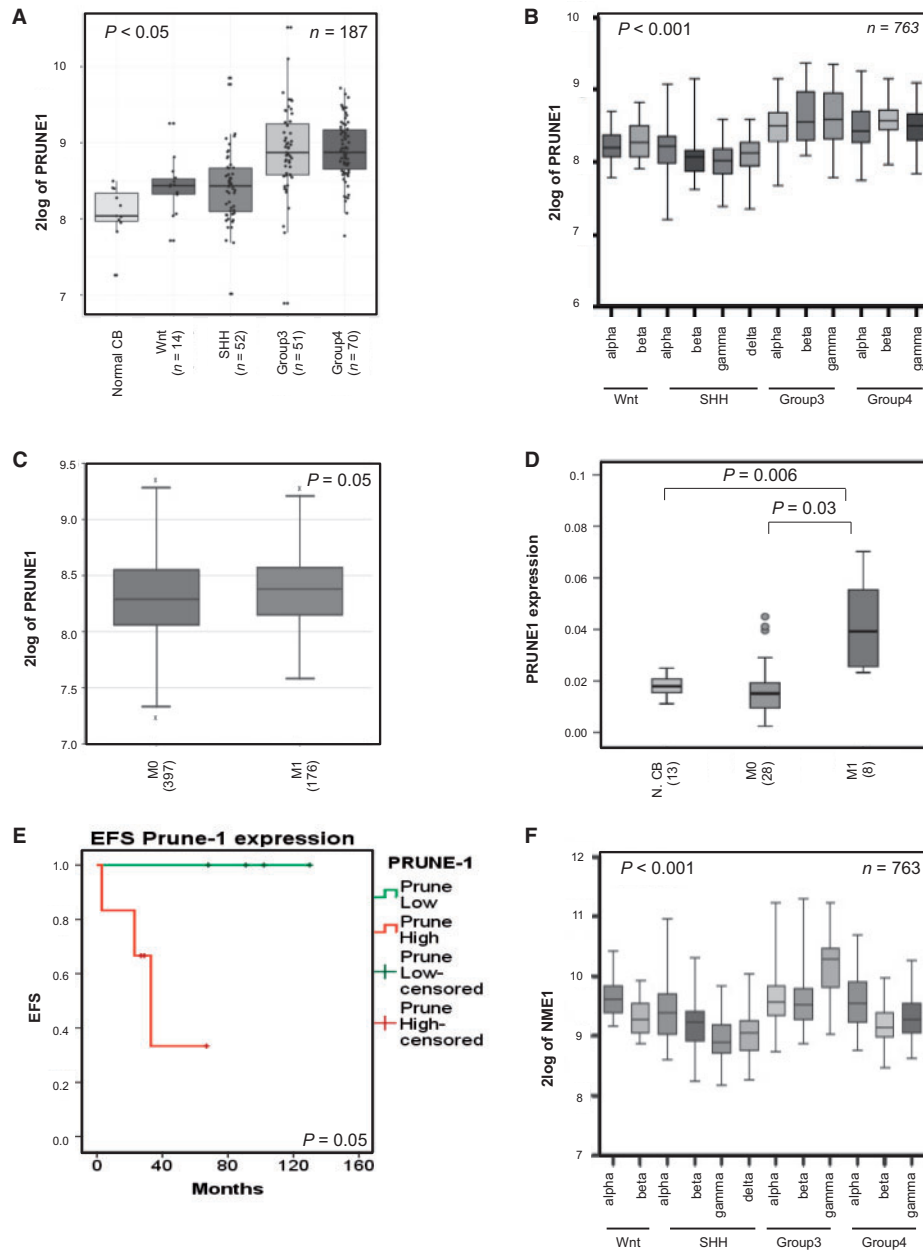 A
P < 0.05
n = 187
2log of PRUNE1
10
9
8
7
Normal CB
Wnt
(n = 14)
SHH
(n = 52)
Group3
(n = 51)
Group4
(n = 70)
B
P < 0.001
n = 763
2log of PRUNE1
10
9
8
7
6
alpha
beta
alpha
beta
gamma
delta
alpha
beta
gamma
alpha
beta
gamma
Wnt
SHH
Group3
Group4
C
P = 0.05
2log of PRUNE1
9.5
9.0
8.5
8.0
7.5
7.0
M0
(397)
M1
(176)
D
P = 0.006
P = 0.03
PRUNE1 expression
0.1
0.08
0.06
0.04
0.02
0.00
N. CB
(13)
M0
(28)
M1
(8)
E
EFS Prune-1 expression
EFS
1.0
0.8
0.6
0.4
0.2
0.0
P = 0.05
0 40 80 120 160
Months
PRUNE-1
Prune
Low
Prune
High
Prune
Low-
censored
Prune
High-
censored
F
P < 0.001
n = 763
2log of NME1
12
11
10
9
8
7
alpha
beta
alpha
beta
gamma
delta
alpha
beta
gamma
alpha
beta
gamma
Wnt
SHH
Group3
Group4